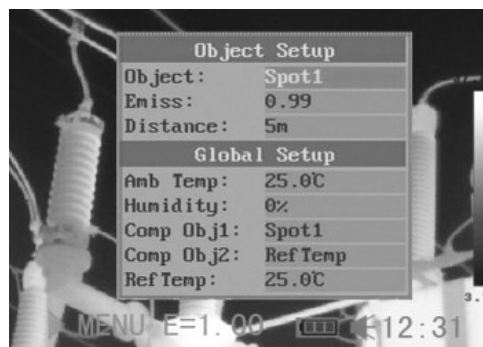 Object Setup
Object: Spot1
Emiss: 0.99
Distance: 5m
Global Setup
Amb Temp: 25.0℃
Humidity: 0%
Comp Obj1: Spot1
Comp Obj2: RefTemp
RefTemp: 25.0℃
MENU E=1.00 12:31